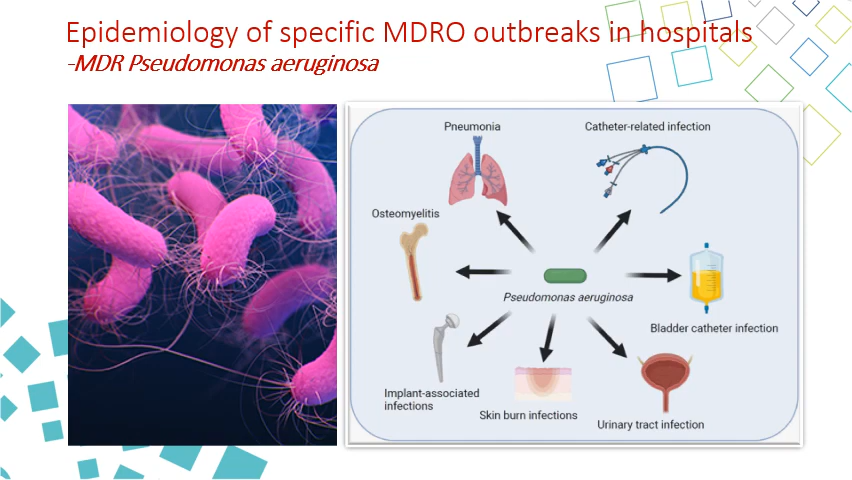 Epidemiology of specific MDRO outbreaks in hospitals
-MDR Pseudomonas aeruginosa
Pneumonia
Catheter-related infection
Osteomyelitis
Pseudomonas aeruginosa
Bladder catheter infection
Implant-associated
infections
Skin burn infections
Urinary tract infection